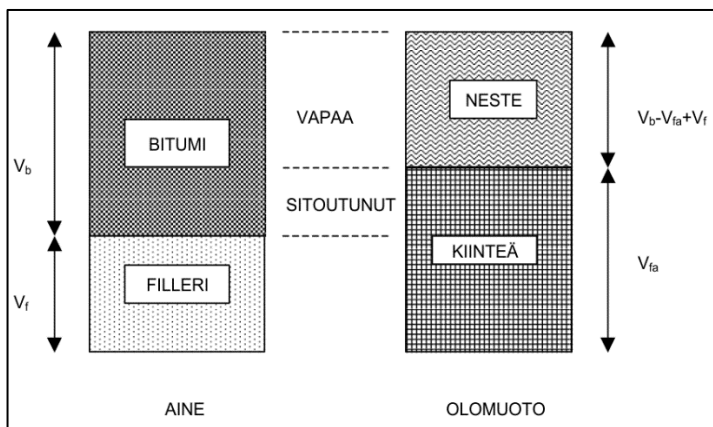 NESTE
VAPAA
V_b-V_fa+V_f
BITUMI
V_b
SITOUTUNUT
KIINTEÄ
V_fa
FILLERI
V_f
AINE
OLOMUOTO